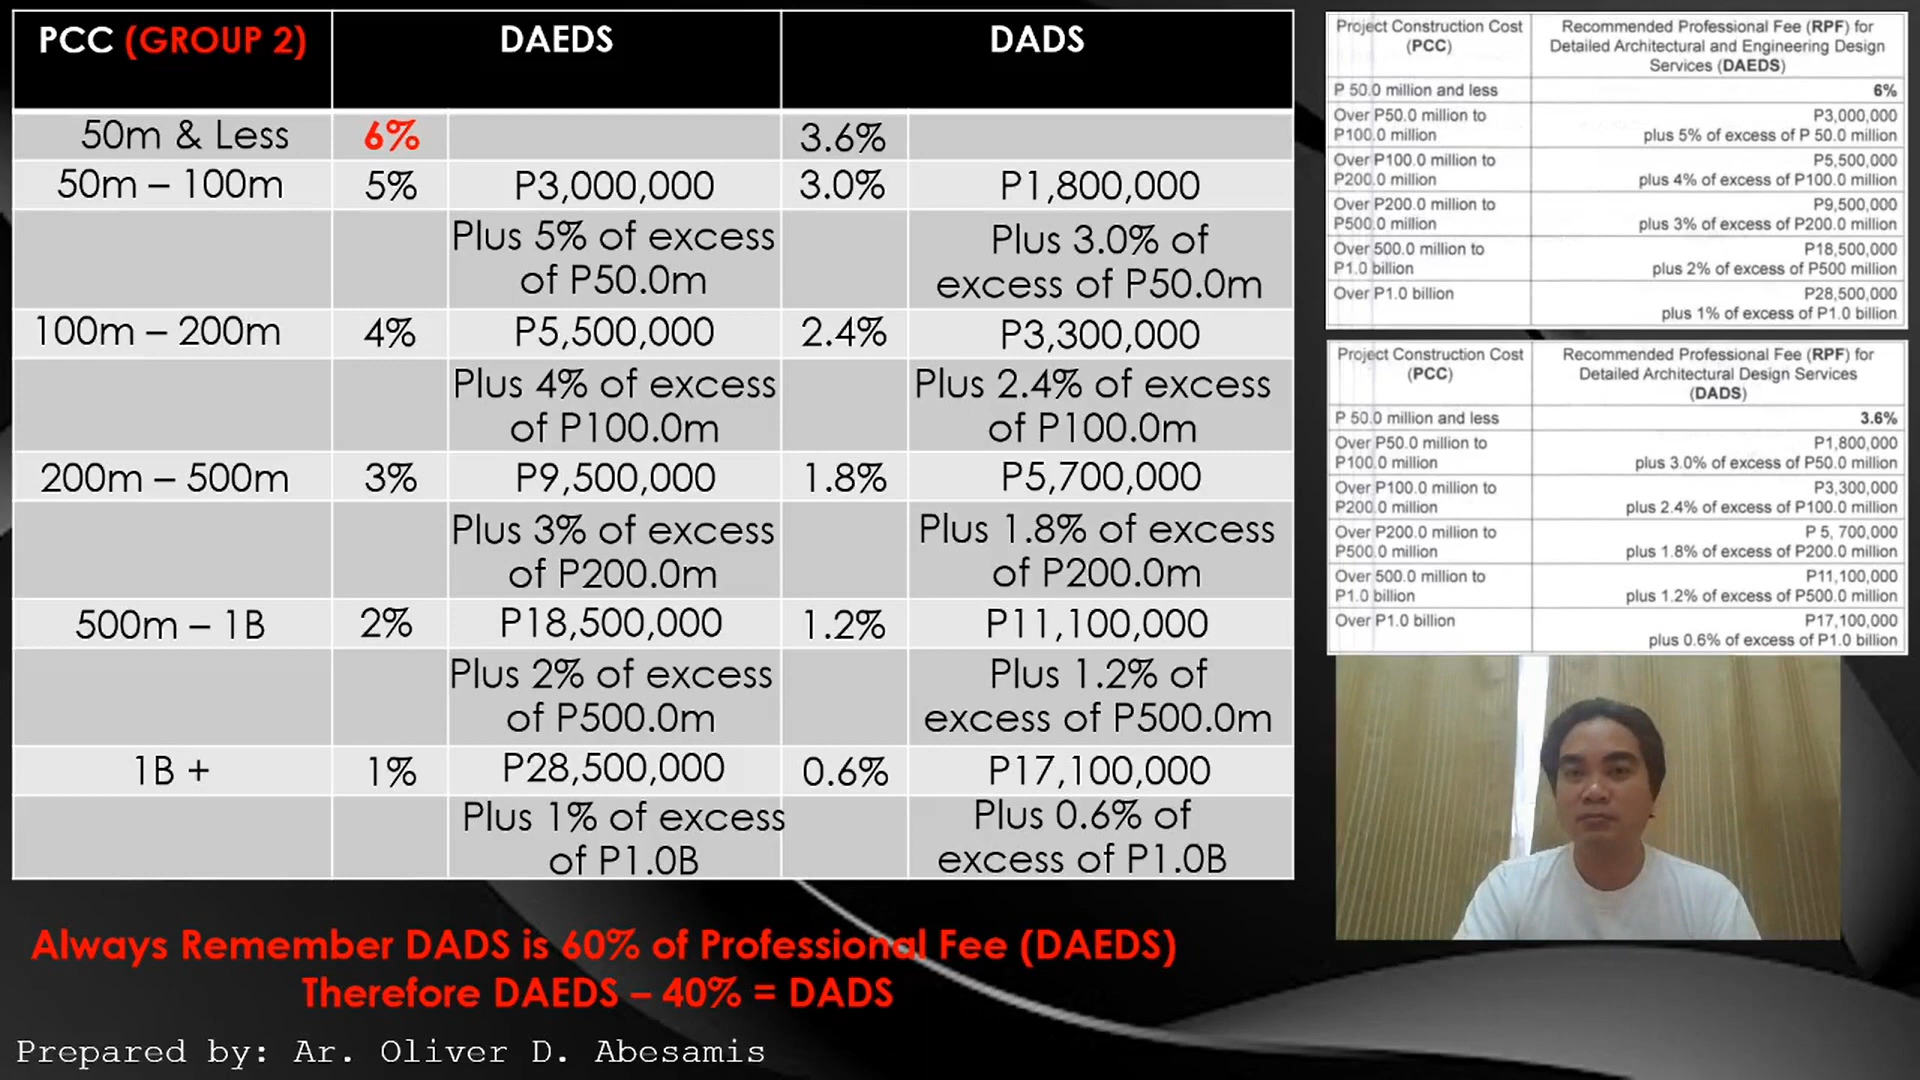 PCC (GROUP 2) DAEDS DADS
50m & Less 6% 3.6%
50m – 100m 5% P3,000,000 3.0% P1,800,000
Plus 5% of excess Plus 3.0% of
of P50.0m excess of P50.0m
100m – 200m 4% P5,500,000 2.4% P3,300,000
Plus 4% of excess Plus 2.4% of excess
of P100.0m of P100.0m
200m – 500m 3% P9,500,000 1.8% P5,700,000
Plus 3% of excess Plus 1.8% of excess
of P200.0m of P200.0m
500m – 1B 2% P18,500,000 1.2% P11,100,000
Plus 2% of excess Plus 1.2% of
of P500.0m excess of P500.0m
1B + 1% P28,500,000 0.6% P17,100,000
Plus 1% of excess Plus 0.6% of
of P1.0B excess of P1.0B
Always Remember DADS is 60% of Professional Fee (DAEDS)
Therefore DAEDS – 40% = DADS
Prepared by: Ar. Oliver D. Abesamis
Project Construction Cost Recommended Professional Fee (RPF) for
(PCC) Detailed Architectural and Engineering Design
Services (DAEDS)
P 50.0 million and less 6%
Over P50.0 million to P3,000,000
P100.0 million plus 5% of excess of P 50.0 million
Over P100.0 million to P5,500,000
P200.0 million plus 4% of excess of P100.0 million
Over P200.0 million to P9,500,000
P500.0 million plus 3% of excess of P200.0 million
Over 500.0 million to P18,500,000
P1.0 billion plus 2% of excess of P500 million
Over P1.0 billion P28,500,000
plus 1% of excess of P1.0 billion
Project Construction Cost Recommended Professional Fee (RPF) for
(PCC) Detailed Architectural Design Services
(DADS)
P 50.0 million and less 3.6%
Over P50.0 million to P1,800,000
P100.0 million plus 3.0% of excess of P50.0 million
Over P100.0 million to P3,300,000
P200.0 million plus 2.4% of excess of P100.0 million
Over P200.0 million to P 5, 700,000
P500.0 million plus 1.8% of excess of P200.0 million
Over 500.0 million to P11,100,000
P1.0 billion plus 1.2% of excess of P500.0 million
Over P1.0 billion P17,100,000
plus 0.6% of excess of P1.0 billion